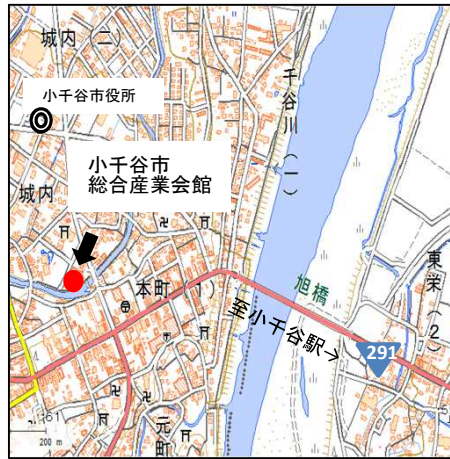 城内（二）
小千谷市役所
千谷川（一）
小千谷市
総合産業会館
城内
本町（1）
旭橋
至小千谷駅→
東栄（2）
291
元町
61
200 m